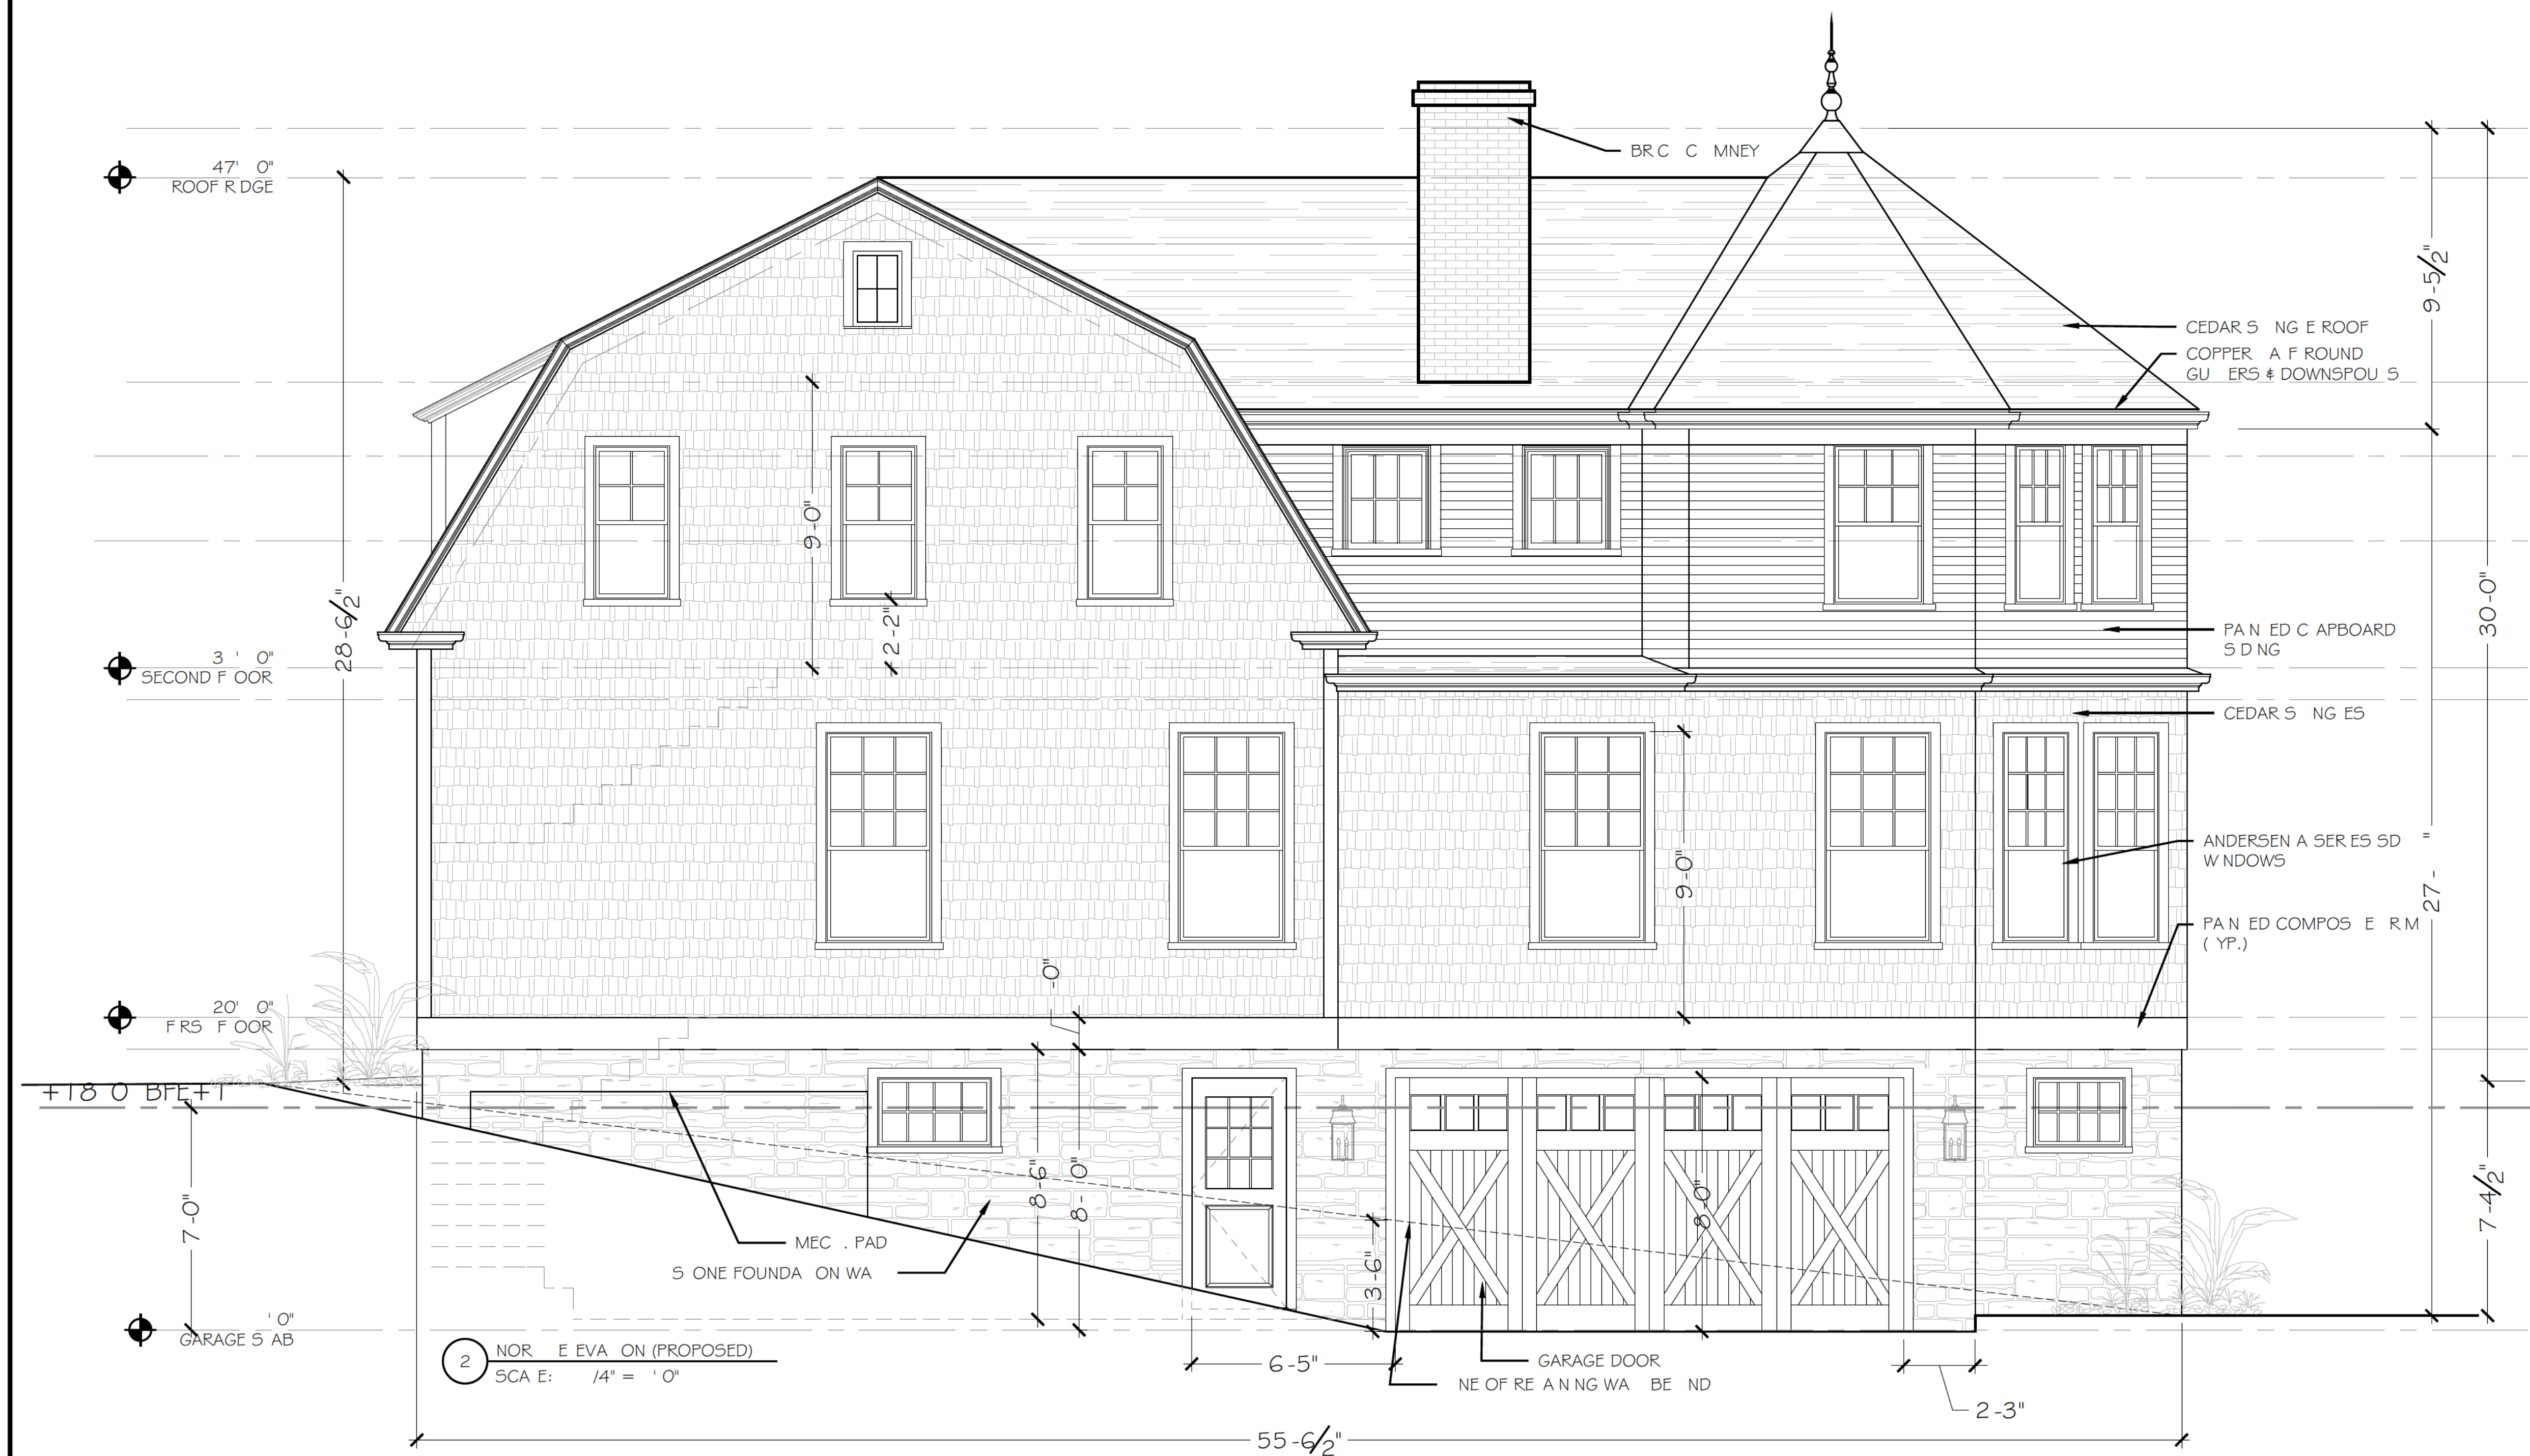 BR C C MNEY
47' 0"
ROOF R DGE
9-5/2"
CEDAR S NG E ROOF
COPPER A F ROUND
GU ERS & DOWNSPOU S
9-0"
28-6/2"
2-2"
30-0"
3 ' 0"
SECOND F OOR
PA N ED C APBOARD
S D NG
CEDAR S NG ES
9-0"
27- "
ANDERSEN A SER ES SD
W NDOWS
PA N ED COMPOS E R M
( YP.)
-0"
20' 0"
F RS F OOR
+18 0 BFE+1
7-0"
8-6"
8- 0"
8-0"
7-4/2"
3-6"
MEC . PAD
S ONE FOUNDA ON WA
' 0"
GARAGE S AB
2
NOR E EVA ON (PROPOSED)
SCA E: /4" = ' 0"
6-5"
GARAGE DOOR
NE OF RE A N NG WA BE ND
2-3"
55-6/2"